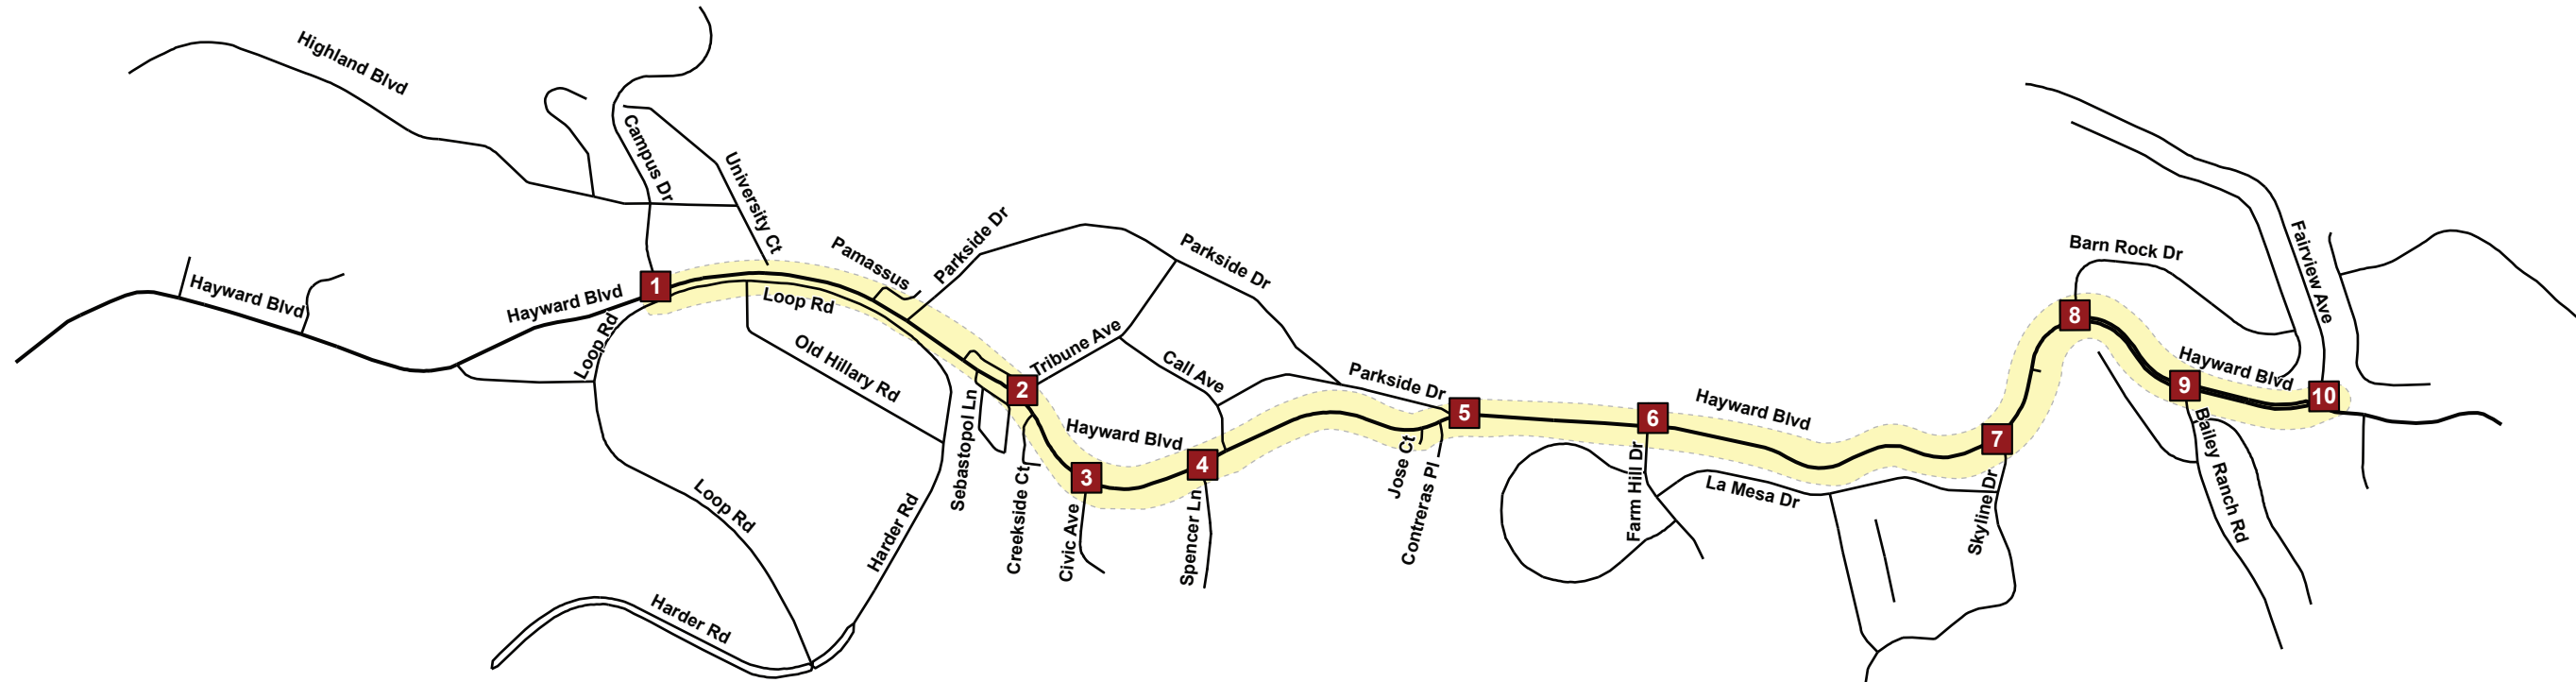 Highland Blvd
Campus Dr
University Ct
Hayward Blvd
Hayward Blvd
1
Loop Rd
Loop Rd
Pamassus
Parkside Dr
Parkside Dr
Old Hillary Rd
Tribune Ave
2
Call Ave
Parkside Dr
Sebastopol Ln
Creekside Ct
Hayward Blvd
3
4
5
6
Hayward Blvd
7
8
Barn Rock Dr
Fairview Ave
Hayward Blvd
9
10
Loop Rd
Harder Rd
Harder Rd
Civic Ave
Spencer Ln
Jose Ct
Contreras Pl
Farm Hill Dr
La Mesa Dr
Skyline Dr
Bailey Ranch Rd